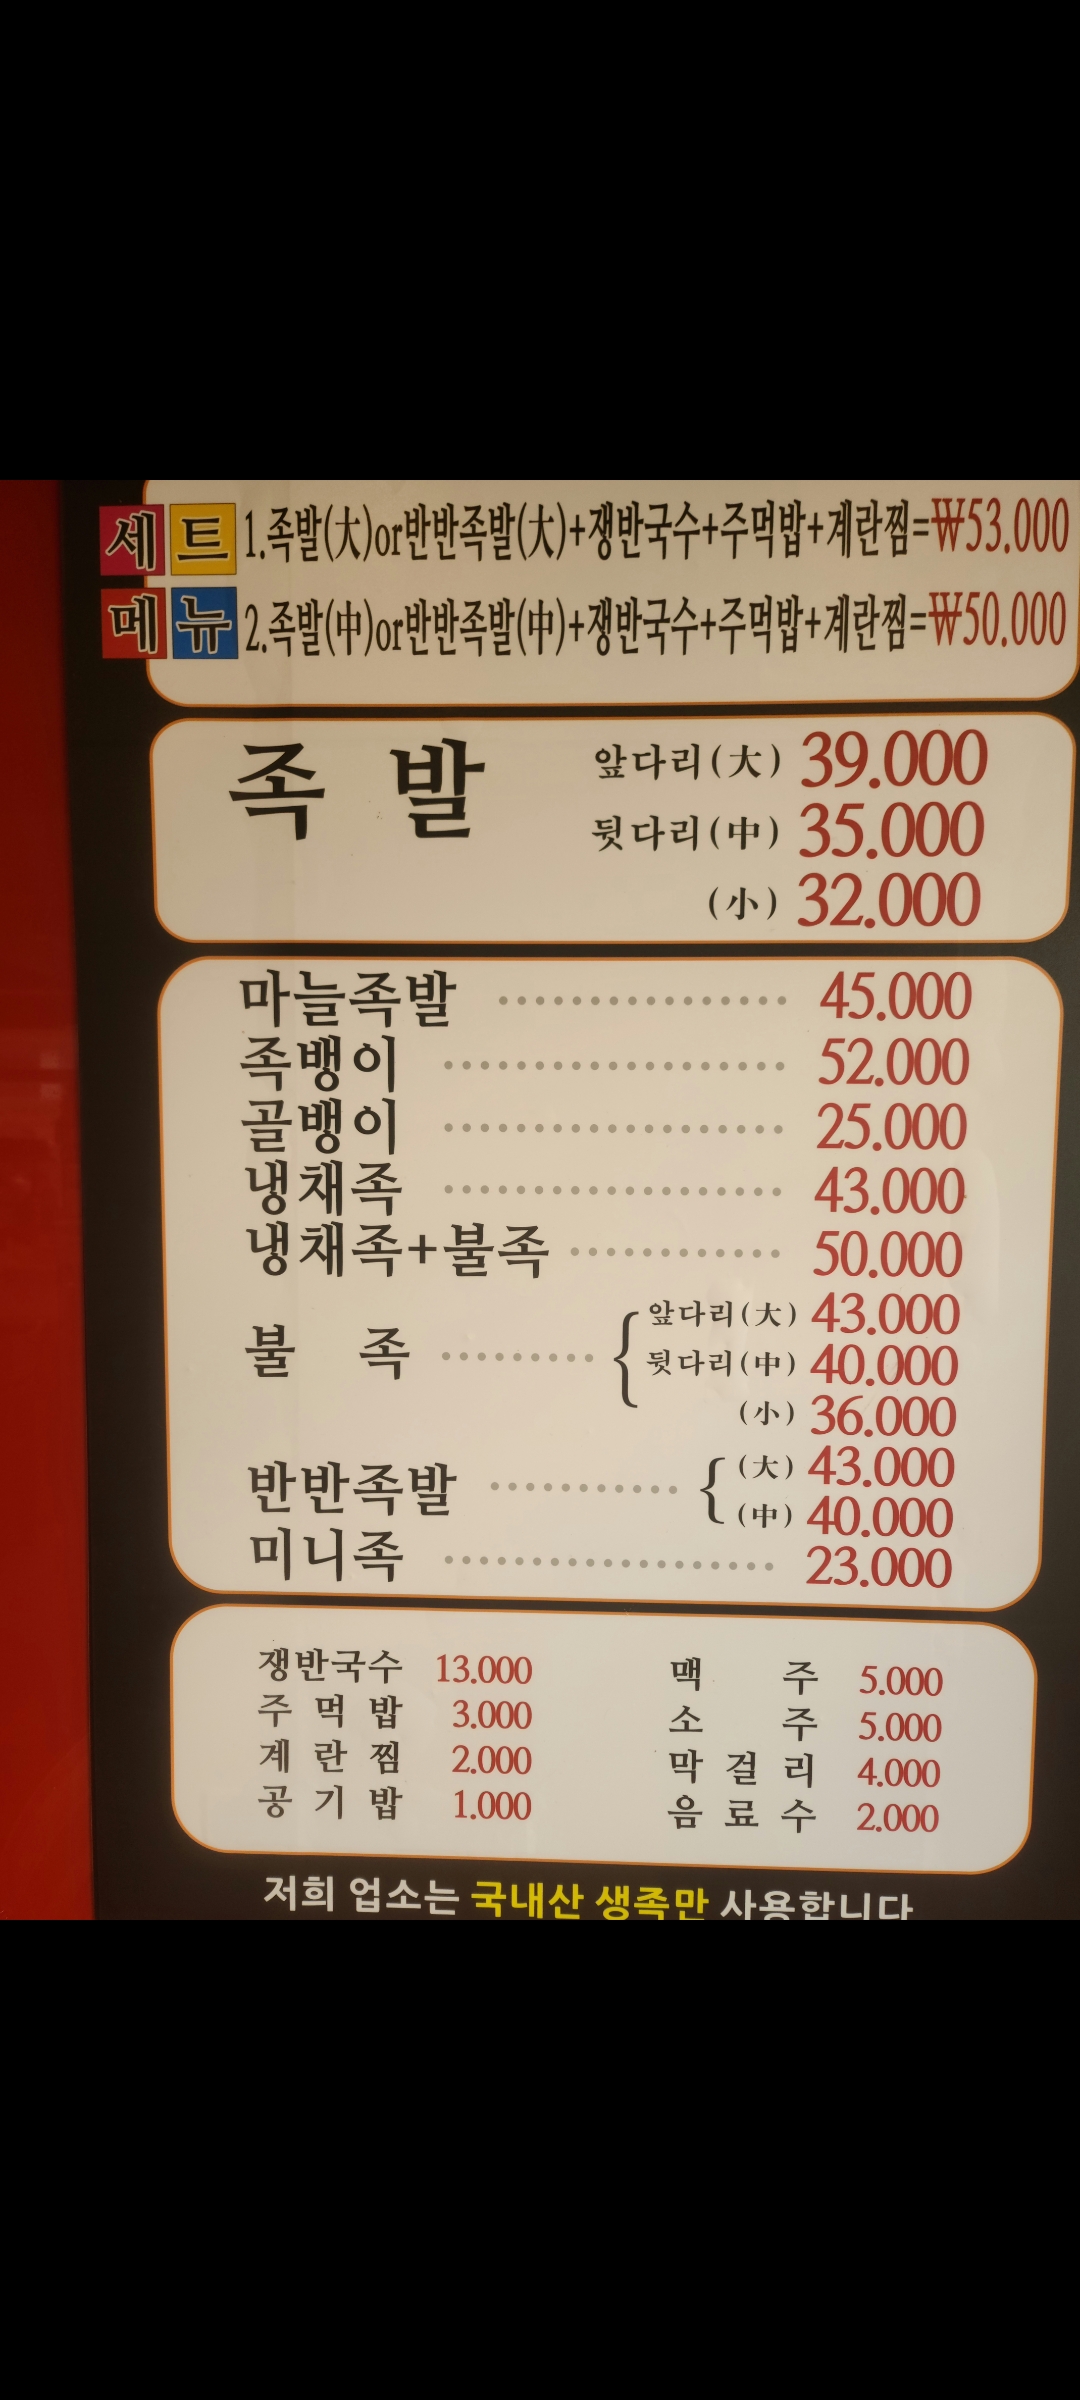 세트 1.족발(大)or반반족발(大)+쟁반국수+주먹밥+계란찜=₩53.000
메뉴 2.족발(中)or반반족발(中)+쟁반국수+주먹밥+계란찜=₩50.000
족 발 앞다리(大) 39.000
뒷다리(中) 35.000
(小) 32.000
마늘족발 ················ 45.000
족뱅이 ··················· 52.000
골뱅이 ··················· 25.000
냉채족 ··················· 43.000
냉채족+불족 ············ 50.000
불 족 ········· { 앞다리(大) 43.000
뒷다리(中) 40.000
(小) 36.000
반반족발 ··········· { (大) 43.000
(中) 40.000
미니족 ··················· 23.000
쟁반국수 13.000
주먹밥 3.000
계란찜 2.000
공기밥 1.000
맥 주 5.000
소 주 5.000
막걸리 4.000
음료수 2.000
저희 업소는 국내산 생족만 사용합니다